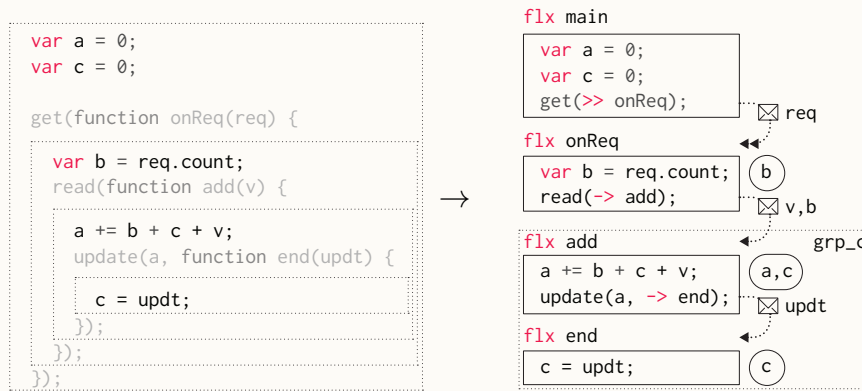 var a = 0;
var c = 0;
get(function onReq(req) {
var b = req.count;
read(function add(v) {
a += b + c + v;
update(a, function end(updt) {
c = updt;
});
});
});
→
flx main
var a = 0;
var c = 0;
get(>> onReq);
req
flx onReq
var b = req.count;
b
read(-> add);
v,b
flx add
grp_c
a += b + c + v;
a,c
update(a, -> end);
updt
flx end
c = updt;
c